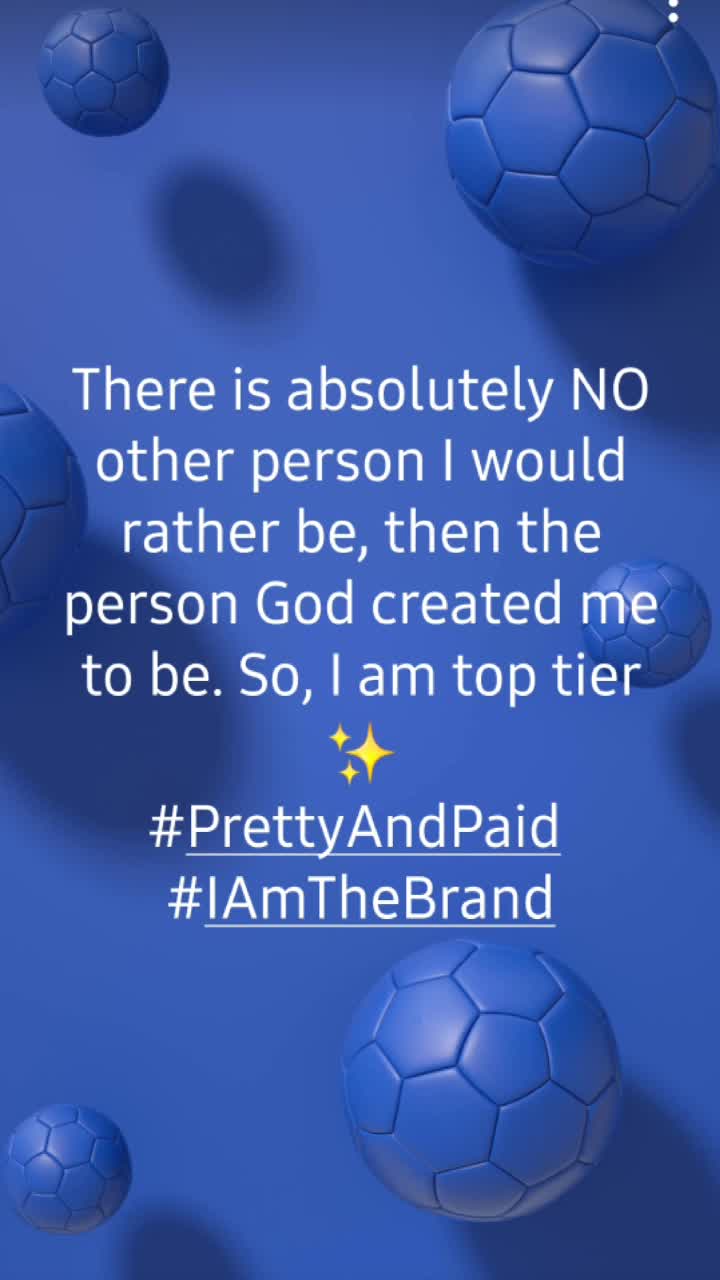 There is absolutely NO
other person I would
rather be, then the
person God created me
to be. So, I am top tier
✨
#PrettyAndPaid
#IAmTheBrand